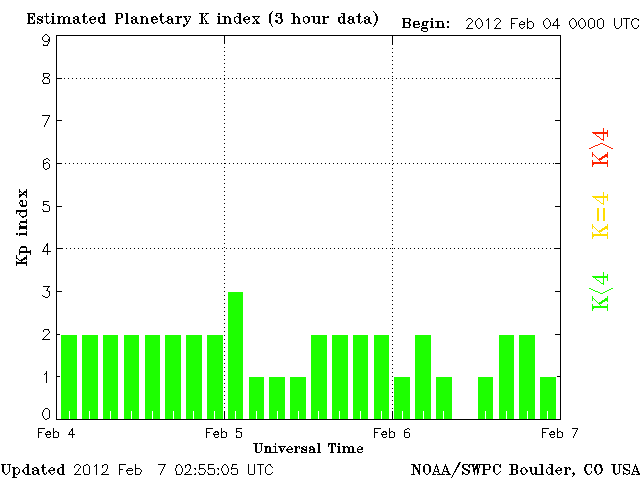 Estimated Planetary K index (3 hour data) Begin: 2012 Feb 04 0000 UTC
9
8
7
6
5
4
3
2
1
0
Kp index
K>4
K=4
K<4
Feb 4 Feb 5 Feb 6 Feb 7
Universal Time
Updated 2012 Feb 7 02:55:05 UTC NOAA/SWPC Boulder, CO USA